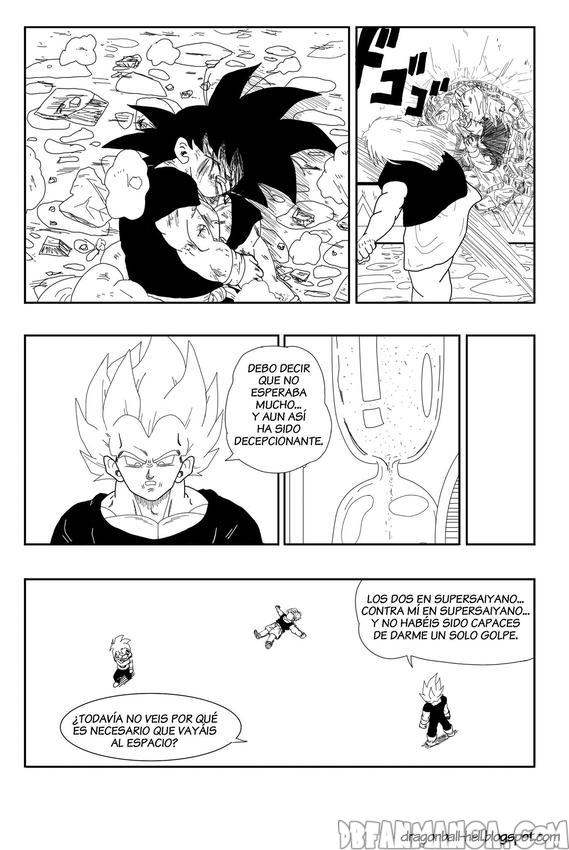 ドゴゴ
DEBO DECIR
QUE NO
ESPERABA
MUCHO...
Y AUN ASÍ
HA SIDO
DECEPCIONANTE.
LOS DOS EN SUPERSAIYANO...
CONTRA MÍ EN SUPERSAIYANO...
Y NO HABÉIS SIDO CAPACES
DE DARME UN SOLO GOLPE.
¿TODAVÍA NO VEIS POR QUÉ
ES NECESARIO QUE VAYÁIS
AL ESPACIO?
dragonball-nell.blogspot.com
DBFANMANGA.COM